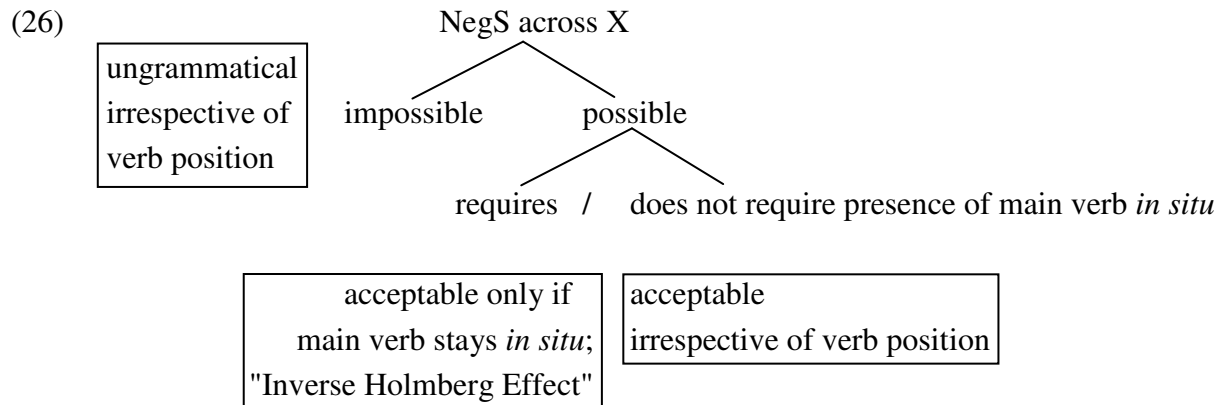 (26) NegS across X
ungrammatical
irrespective of
verb position
impossible possible
requires / does not require presence of main verb in situ
acceptable only if
main verb stays in situ;
"Inverse Holmberg Effect"
acceptable
irrespective of verb position